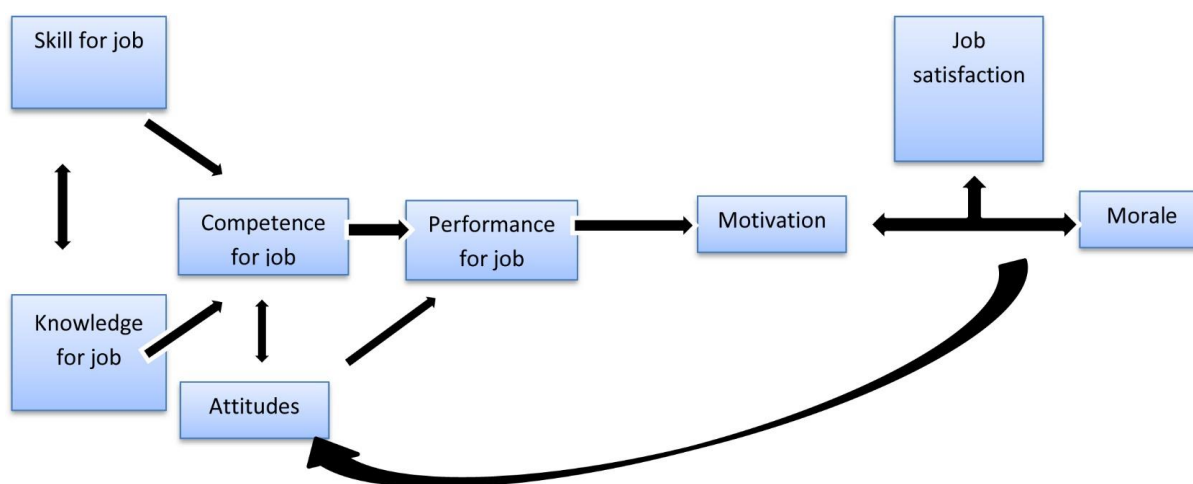 Skill for job
Job
satisfaction
Competence
for job
Performance
for job
Motivation
Morale
Knowledge
for job
Attitudes